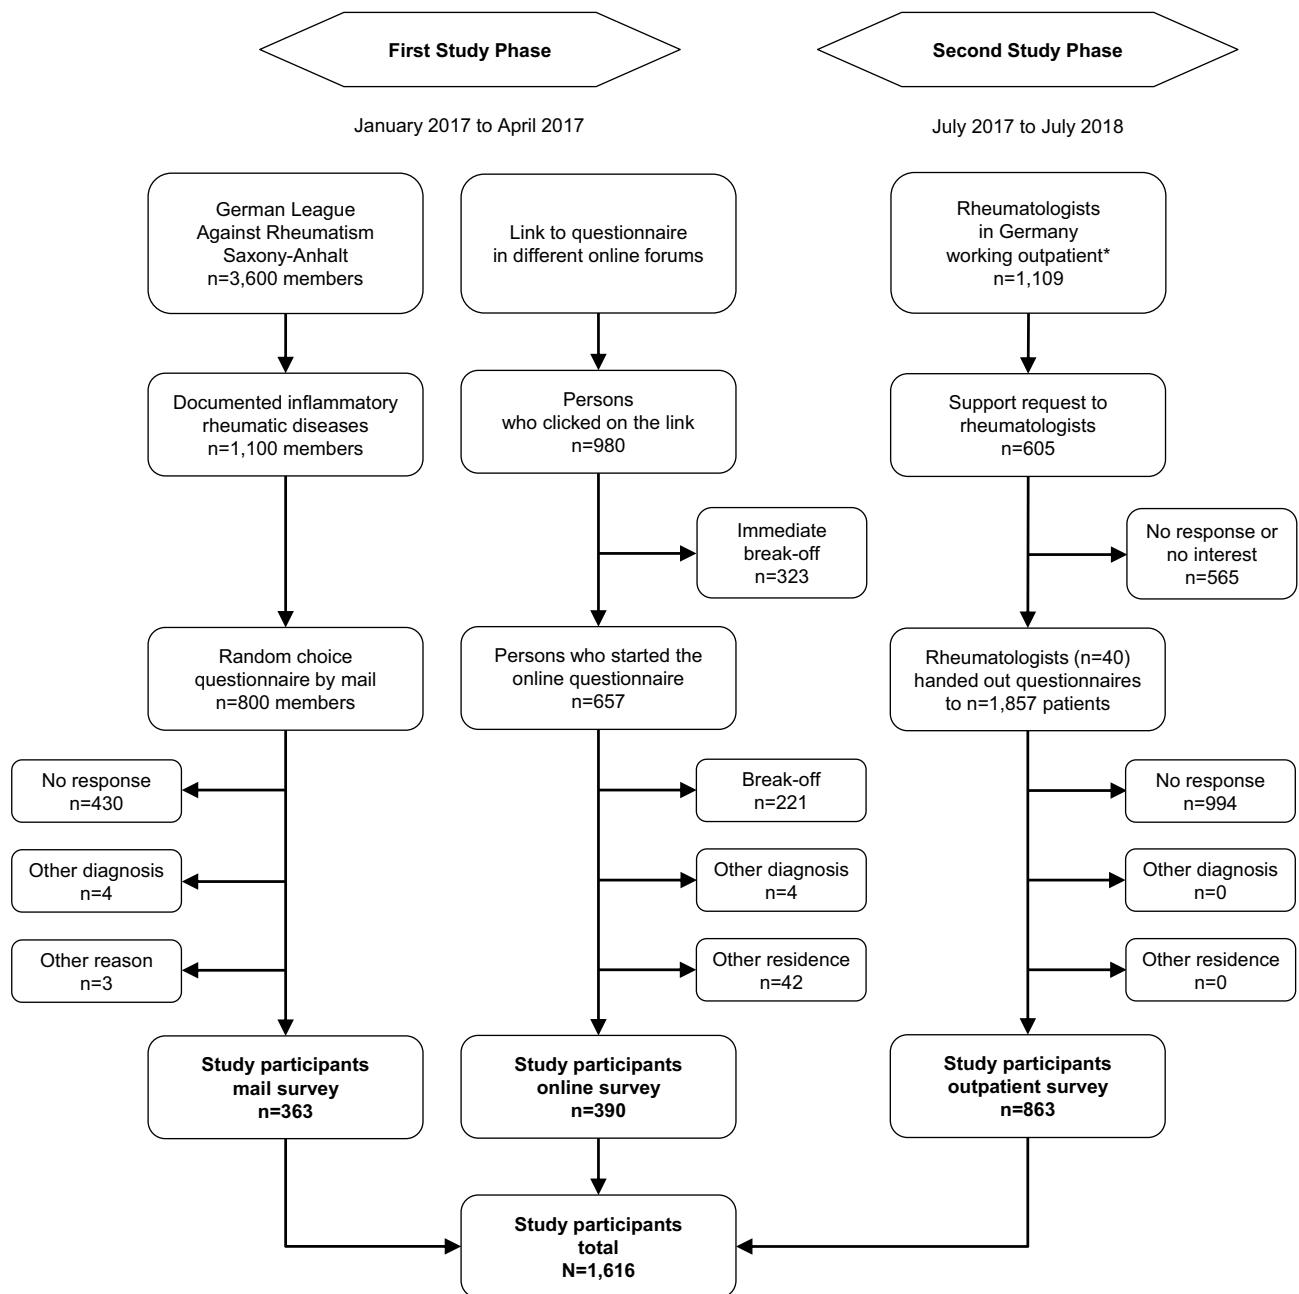 First Study Phase
Second Study Phase
January 2017 to April 2017
July 2017 to July 2018
German League
Against Rheumatism
Saxony-Anhalt
n=3,600 members
Link to questionnaire
in different online forums
Rheumatologists
in Germany
working outpatient*
n=1,109
Documented inflammatory
rheumatic diseases
n=1,100 members
Persons
who clicked on the link
n=980
Support request to
rheumatologists
n=605
Immediate
break-off
n=323
No response or
no interest
n=565
Random choice
questionnaire by mail
n=800 members
Persons who started the
online questionnaire
n=657
Rheumatologists (n=40)
handed out questionnaires
to n=1,857 patients
No response
n=430
Break-off
n=221
No response
n=994
Other diagnosis
n=4
Other diagnosis
n=4
Other diagnosis
n=0
Other reason
n=3
Other residence
n=42
Other residence
n=0
Study participants
mail survey
n=363
Study participants
online survey
n=390
Study participants
outpatient survey
n=863
Study participants
total
N=1,616